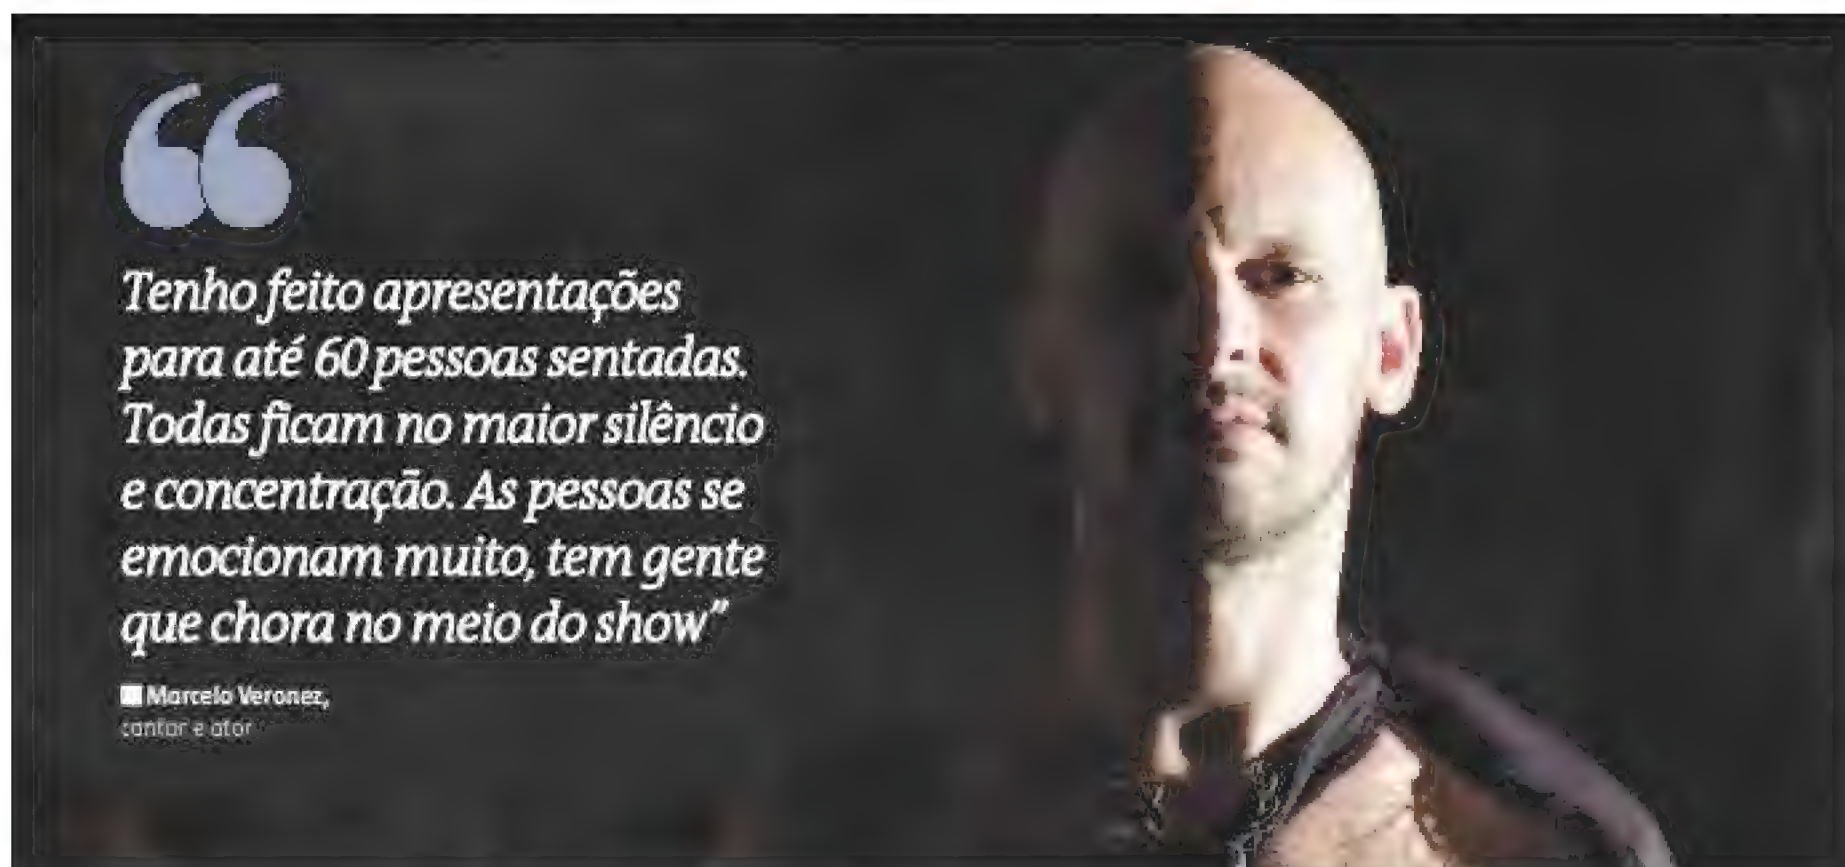 “
Tenho feito apresentações
para até 60 pessoas sentadas.
Todas ficam no maior silêncio
e concentração. As pessoas se
emocionam muito, tem gente
que chora no meio do show”
Marcelo Veronez,
cantor e ator